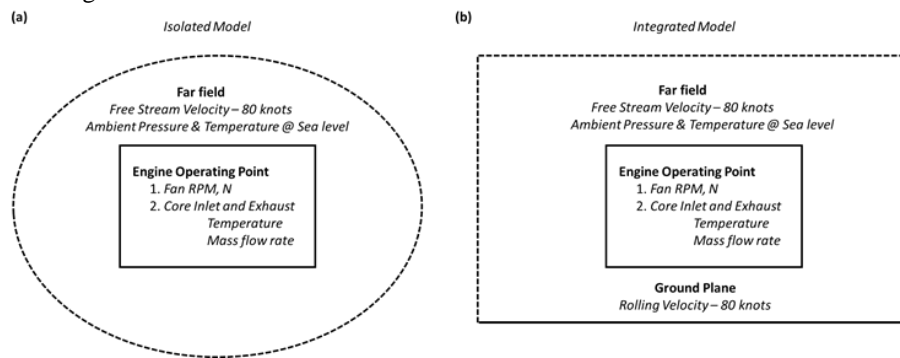 (a)
Isolated Model
Far field
Free Stream Velocity – 80 knots
Ambient Pressure & Temperature @ Sea level
Engine Operating Point
1. Fan RPM, N
2. Core Inlet and Exhaust
Temperature
Mass flow rate
(b)
Integrated Model
Far field
Free Stream Velocity – 80 knots
Ambient Pressure & Temperature @ Sea level
Engine Operating Point
1. Fan RPM, N
2. Core Inlet and Exhaust
Temperature
Mass flow rate
Ground Plane
Rolling Velocity – 80 knots